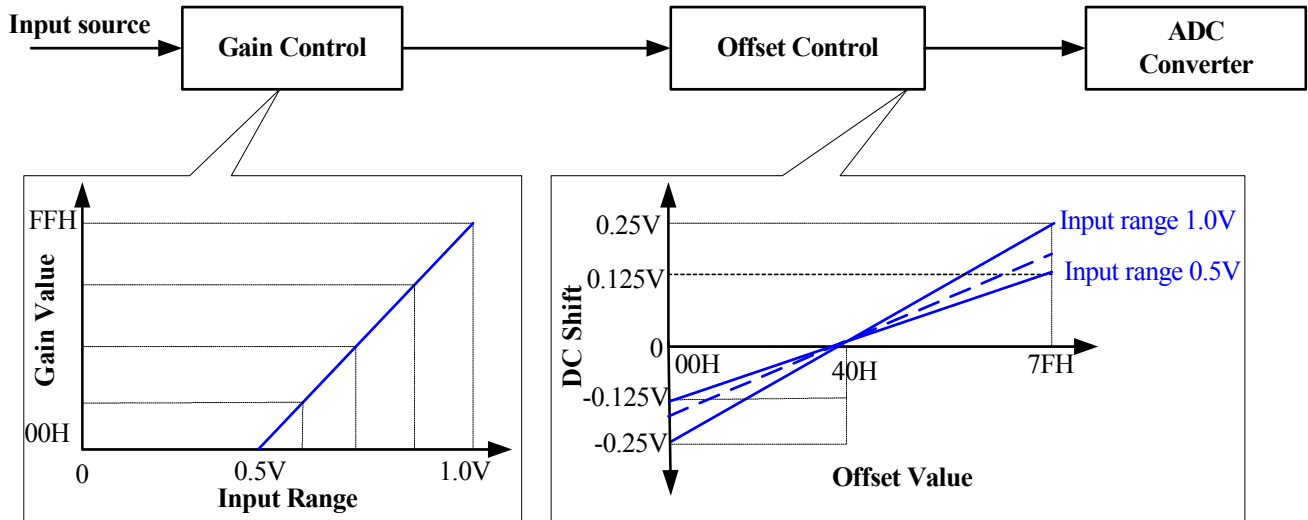 Input source
Gain Control
Offset Control
ADC
Converter
FFH
Gain Value
00H
0
0.5V
1.0V
Input Range
0.25V
Input range 1.0V
0.125V
Input range 0.5V
DC Shift
0
00H
40H
7FH
-0.125V
-0.25V
Offset Value